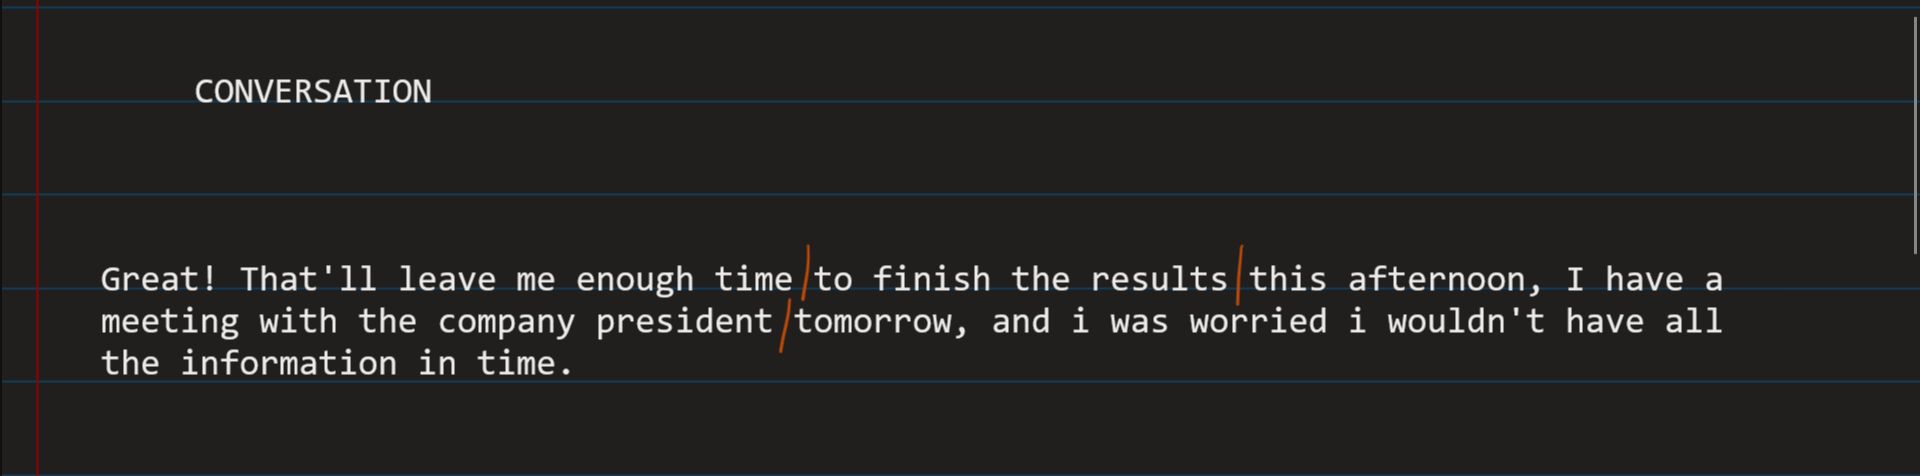 CONVERSATION
Great! That'll leave me enough time to finish the results this afternoon, I have a
meeting with the company president tomorrow, and i was worried i wouldn't have all
the information in time.